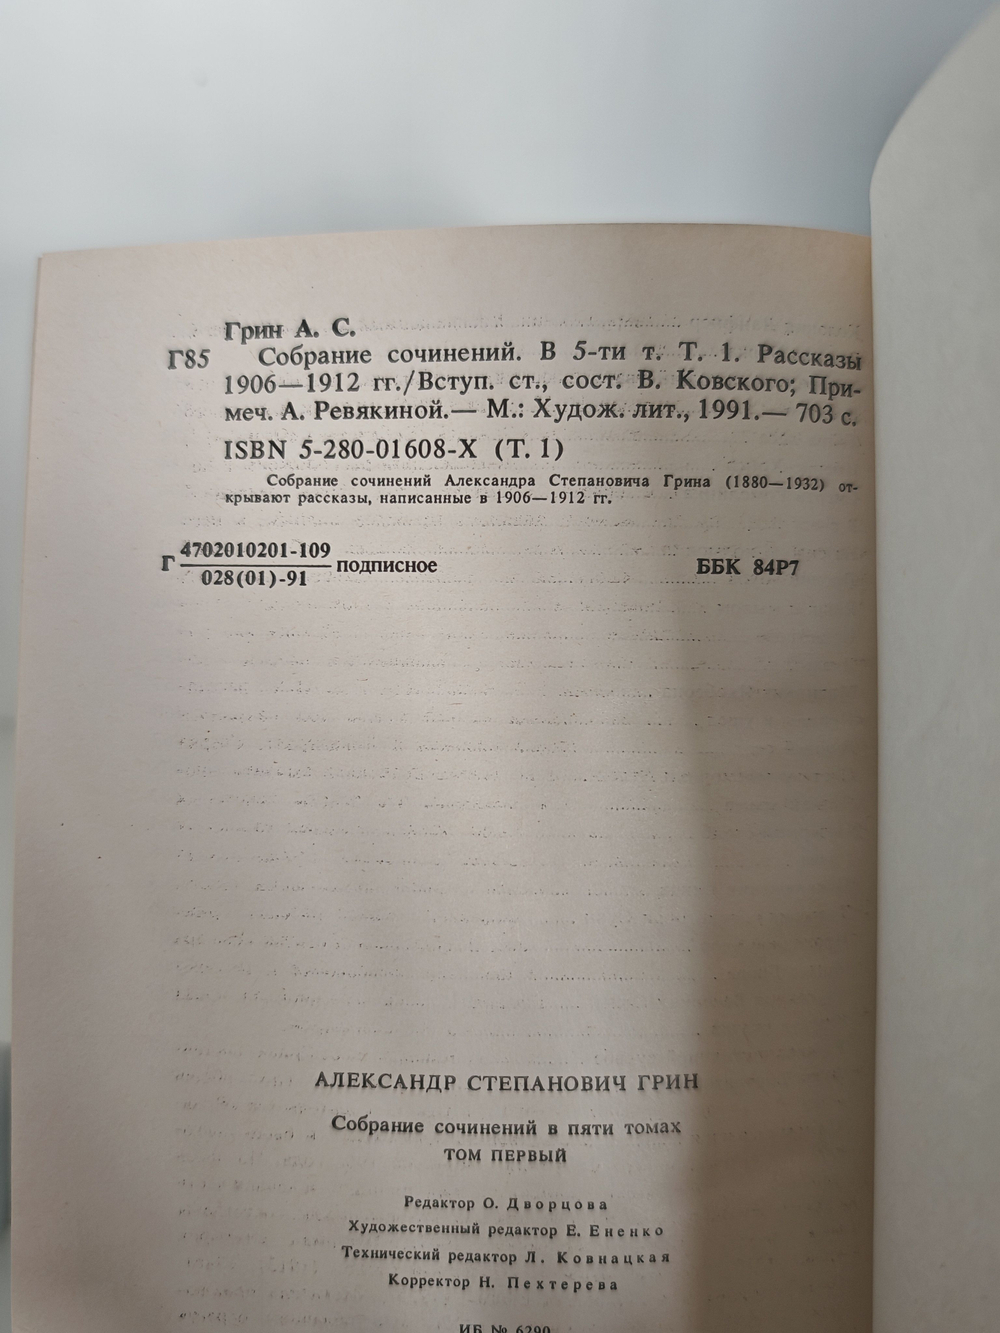 Грин А. С.
Г85 Собрание сочинений. В 5-ти т. Т. 1. Рассказы
1906—1912 гг./Вступ. ст., сост. В. Ковского; При-
меч. А. Ревякиной.— М.: Худож. лит., 1991.— 703 с.
ISBN 5-280-01608-X (Т. 1)
Собрание сочинений Александра Степановича Грина (1880—1932) от-
крывают рассказы, написанные в 1906—1912 гг.
4702010201-109
Г подписное ББК 84Р7
028(01)-91
АЛЕКСАНДР СТЕПАНОВИЧ ГРИН
Собрание сочинений в пяти томах
ТОМ ПЕРВЫЙ
Редактор О. Дворцова
Художественный редактор Е. Ененко
Технический редактор Л. Ковнацкая
Корректор Н. Пехтерева
ИБ № 6290